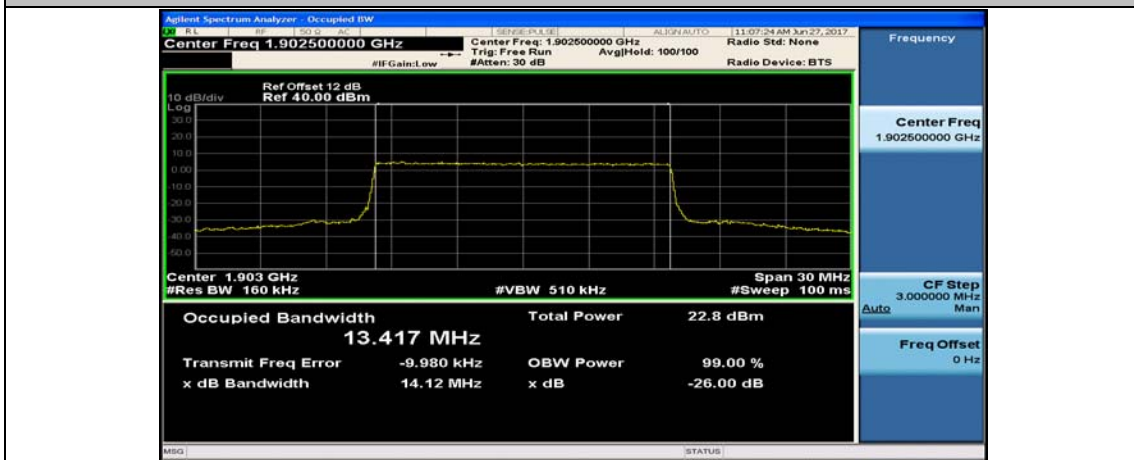 Agilent Spectrum Analyzer - Occupied BW
RL RF 50 Ω AC SENSE:PULSE ALIGN AUTO 11:07:24 AM Jun 27, 2017
Center Freq 1.902500000 GHz
Center Freq: 1.902500000 GHz
Radio Std: None
Trig: Free Run Avg|Hold: 100/100
#IFGain:Low
#Atten: 30 dB
Radio Device: BTS
Ref Offset 12 dB
10 dB/div Ref 40.00 dBm
Log
30.0
20.0
10.0
0.00
-10.0
-20.0
-30.0
-40.0
-50.0
Center 1.903 GHz
Span 30 MHz
#Res BW 160 kHz
#VBW 510 kHz
#Sweep 100 ms
Occupied Bandwidth
Total Power 22.8 dBm
13.417 MHz
Transmit Freq Error -9.980 kHz
OBW Power 99.00 %
x dB Bandwidth 14.12 MHz
x dB -26.00 dB
MSG
STATUS
Frequency
Center Freq
1.902500000 GHz
CF Step
3.000000 MHz
Auto Man
Freq Offset
0 Hz